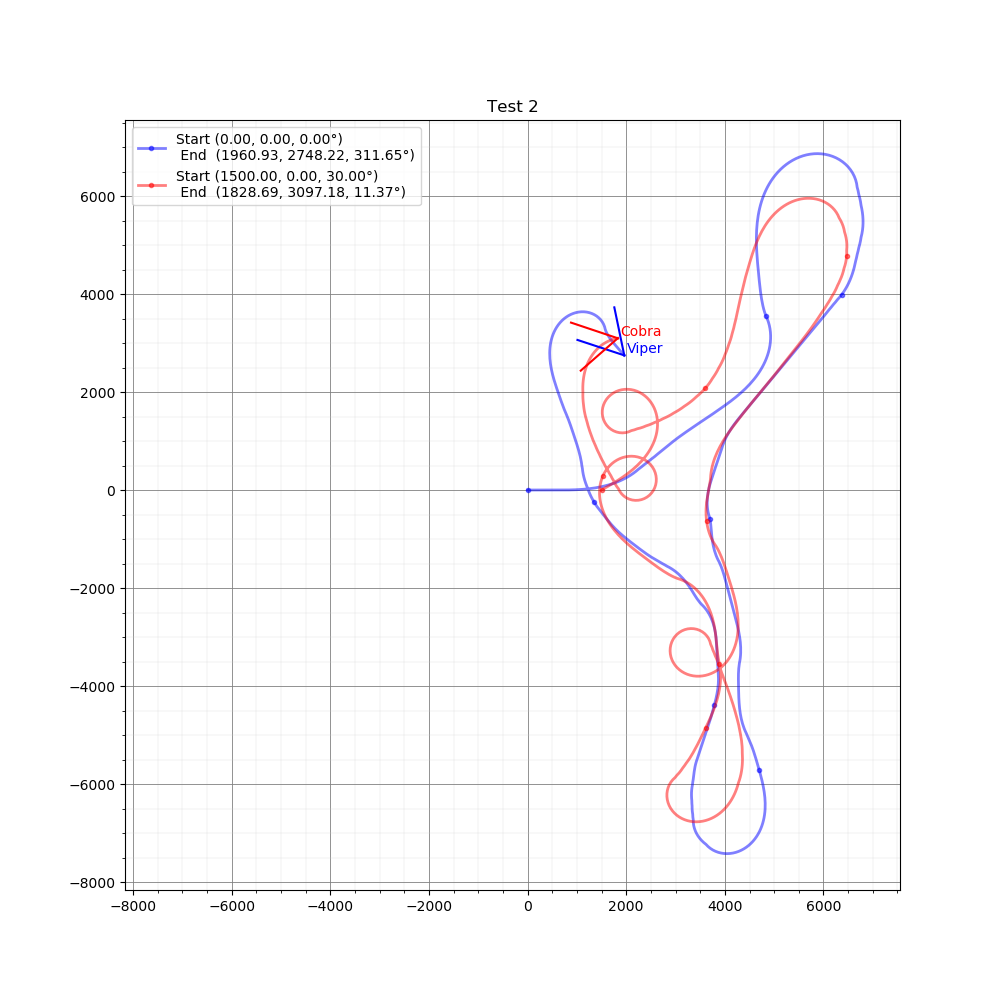 Test 2
Start (0.00, 0.00, 0.00°)
End  (1960.93, 2748.22, 311.65°)
Start (1500.00, 0.00, 30.00°)
End  (1828.69, 3097.18, 11.37°)
6000
4000
Cobra
Viper
2000
0
−2000
−4000
−6000
−8000
−8000 −6000 −4000 −2000 0 2000 4000 6000